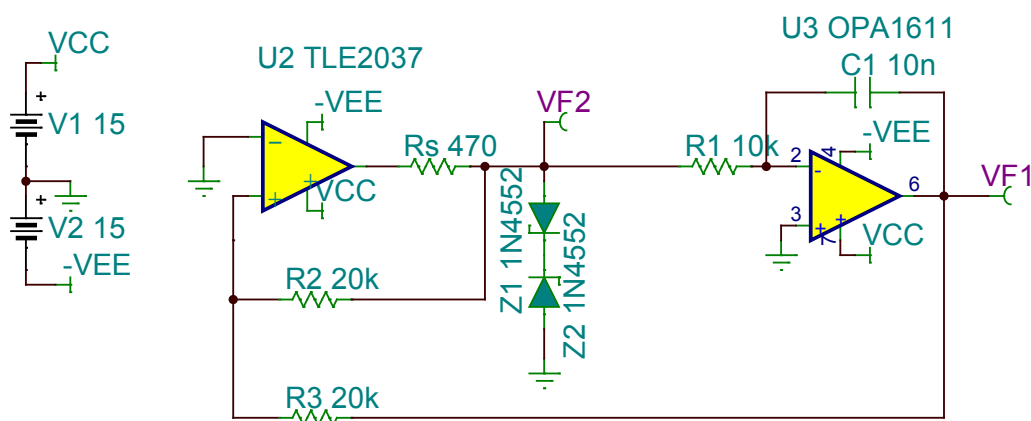 VCC
V1 15
V2 15
-VEE
U2 TLE2037
-VEE
VCC
Rs 470
R2 20k
R3 20k
VF2
Z1 1N4552
Z2 1N4552
R1 10k
U3 OPA1611
C1 10n
-VEE
VCC
2
3
4
7
6
VF1